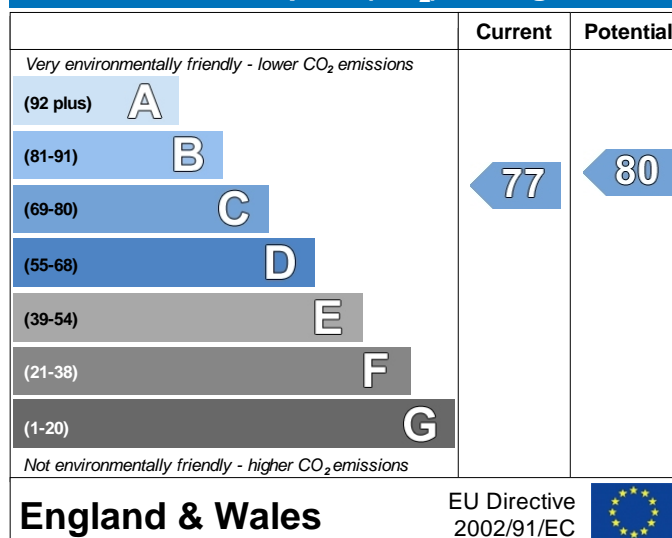 Current Potential
Very environmentally friendly - lower CO₂ emissions
(92 plus) A
(81-91) B
(69-80) C
(55-68) D
(39-54) E
(21-38) F
(1-20) G
77 80
Not environmentally friendly - higher CO₂ emissions
England & Wales
EU Directive
2002/91/EC